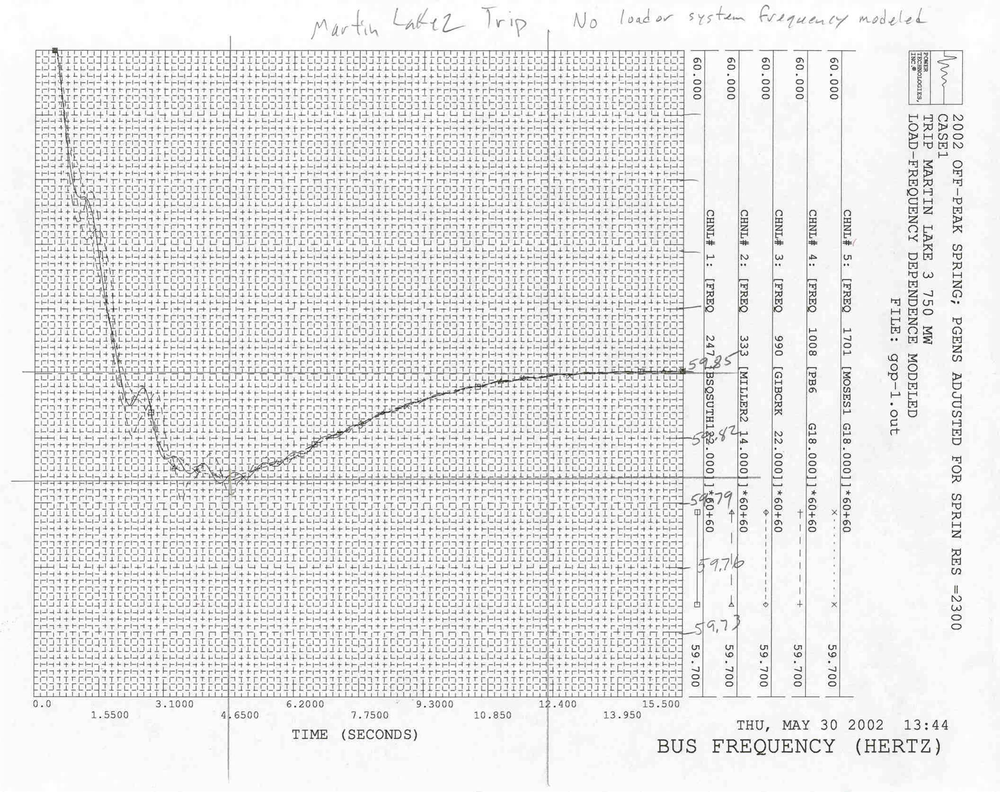 Martin Lake 2 Trip, No load or system frequency modeled
POWER
TECHNOLOGIES,
INC.®
2002 OFF-PEAK SPRING; PGENS ADJUSTED FOR SPRIN RES =2300
CASE1
TRIP MARTIN LAKE 3 750 MW
LOAD-FREQUENCY DEPENDENCE MODELED
FILE: gop-1.out
60.000 CHNL# 5: [FREQ 1701 [MOSES1 G18.000]]*60+60 59.700
60.000 CHNL# 4: [FREQ 1008 [PB6 G18.000]]*60+60 59.700
60.000 CHNL# 3: [FREQ 990 [GIBCRK 22.000]]*60+60 59.700
60.000 CHNL# 2: [FREQ 333 [MILLER2 14.000]]*60+60 59.700
60.000 CHNL# 1: [FREQ 247 [BSQSUTH122.000]]*60+60 59.700
59.85
59.82
59.79
59.76
59.73
0.0 3.1000 6.2000 9.3000 12.400 15.500
1.5500 4.6500 7.7500 10.850 13.950
TIME (SECONDS)
THU, MAY 30 2002 13:44
BUS FREQUENCY (HERTZ)